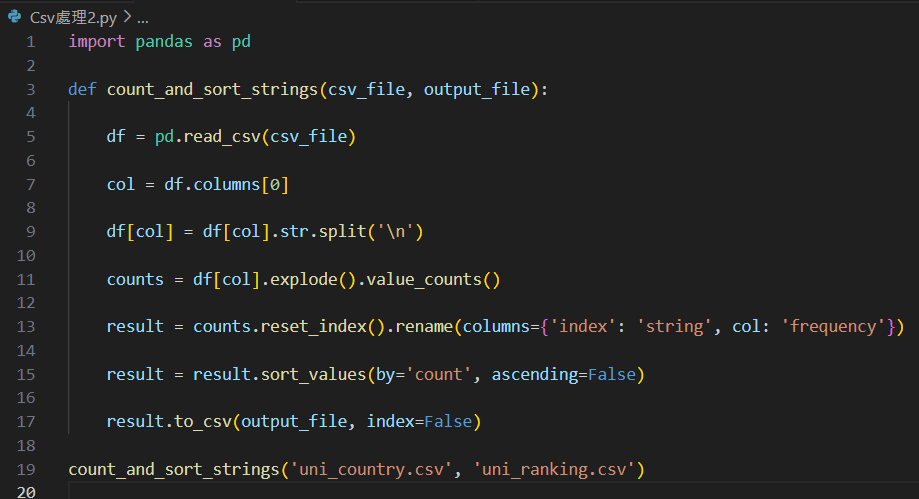 Csv處理2.py > ...
1 import pandas as pd
2
3 def count_and_sort_strings(csv_file, output_file):
4
5     df = pd.read_csv(csv_file)
6
7     col = df.columns[0]
8
9     df[col] = df[col].str.split('\n')
10
11     counts = df[col].explode().value_counts()
12
13     result = counts.reset_index().rename(columns={'index': 'string', col: 'frequency'})
14
15     result = result.sort_values(by='count', ascending=False)
16
17     result.to_csv(output_file, index=False)
18
19 count_and_sort_strings('uni_country.csv', 'uni_ranking.csv')
20